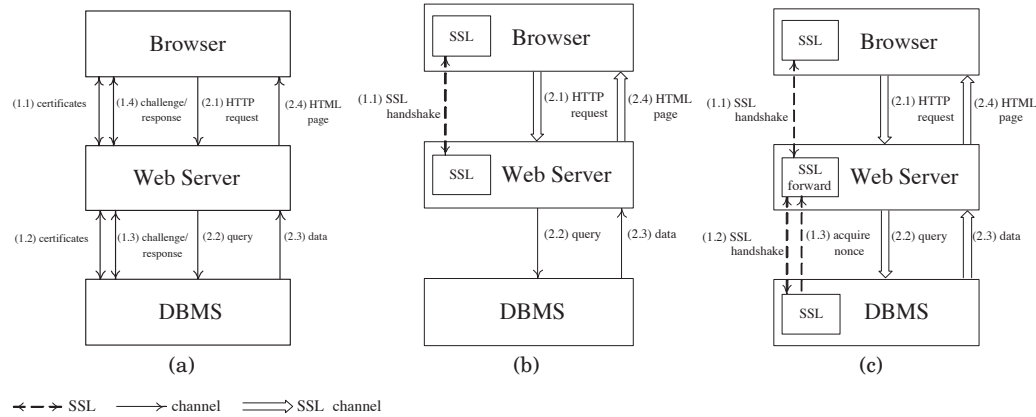 Browser
(1.1) certificates
(1.4) challenge/
response
(2.1) HTTP
request
(2.4) HTML
page
Web Server
(1.2) certificates
(1.3) challenge/
response
(2.2) query
(2.3) data
DBMS
(a)
SSL
Browser
(1.1) SSL
handshake
(2.1) HTTP
request
(2.4) HTML
page
SSL
Web Server
(2.2) query
(2.3) data
DBMS
(b)
SSL
Browser
(1.1) SSL
handshake
(2.1) HTTP
request
(2.4) HTML
page
SSL
forward
Web Server
(1.2) SSL
handshake
(1.3) acquire
nonce
(2.2) query
(2.3) data
SSL
DBMS
(c)
SSL
channel
SSL channel